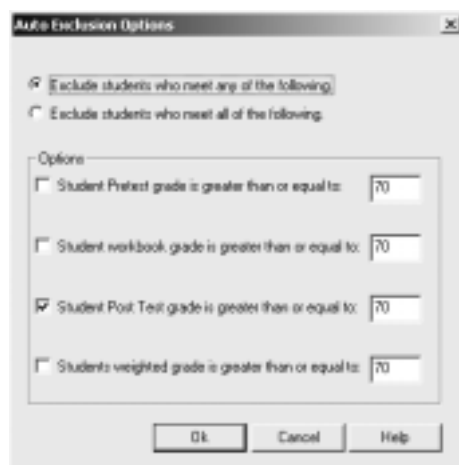 Auto Exclusion Options
Exclude students who meet any of the following.
Exclude students who meet all of the following.
Options
Student Pretest grade is greater than or equal to: 70
Student workbook grade is greater than or equal to: 70
Student Post Test grade is greater than or equal to: 70
Students weighted grade is greater than or equal to: 70
Ok Cancel Help